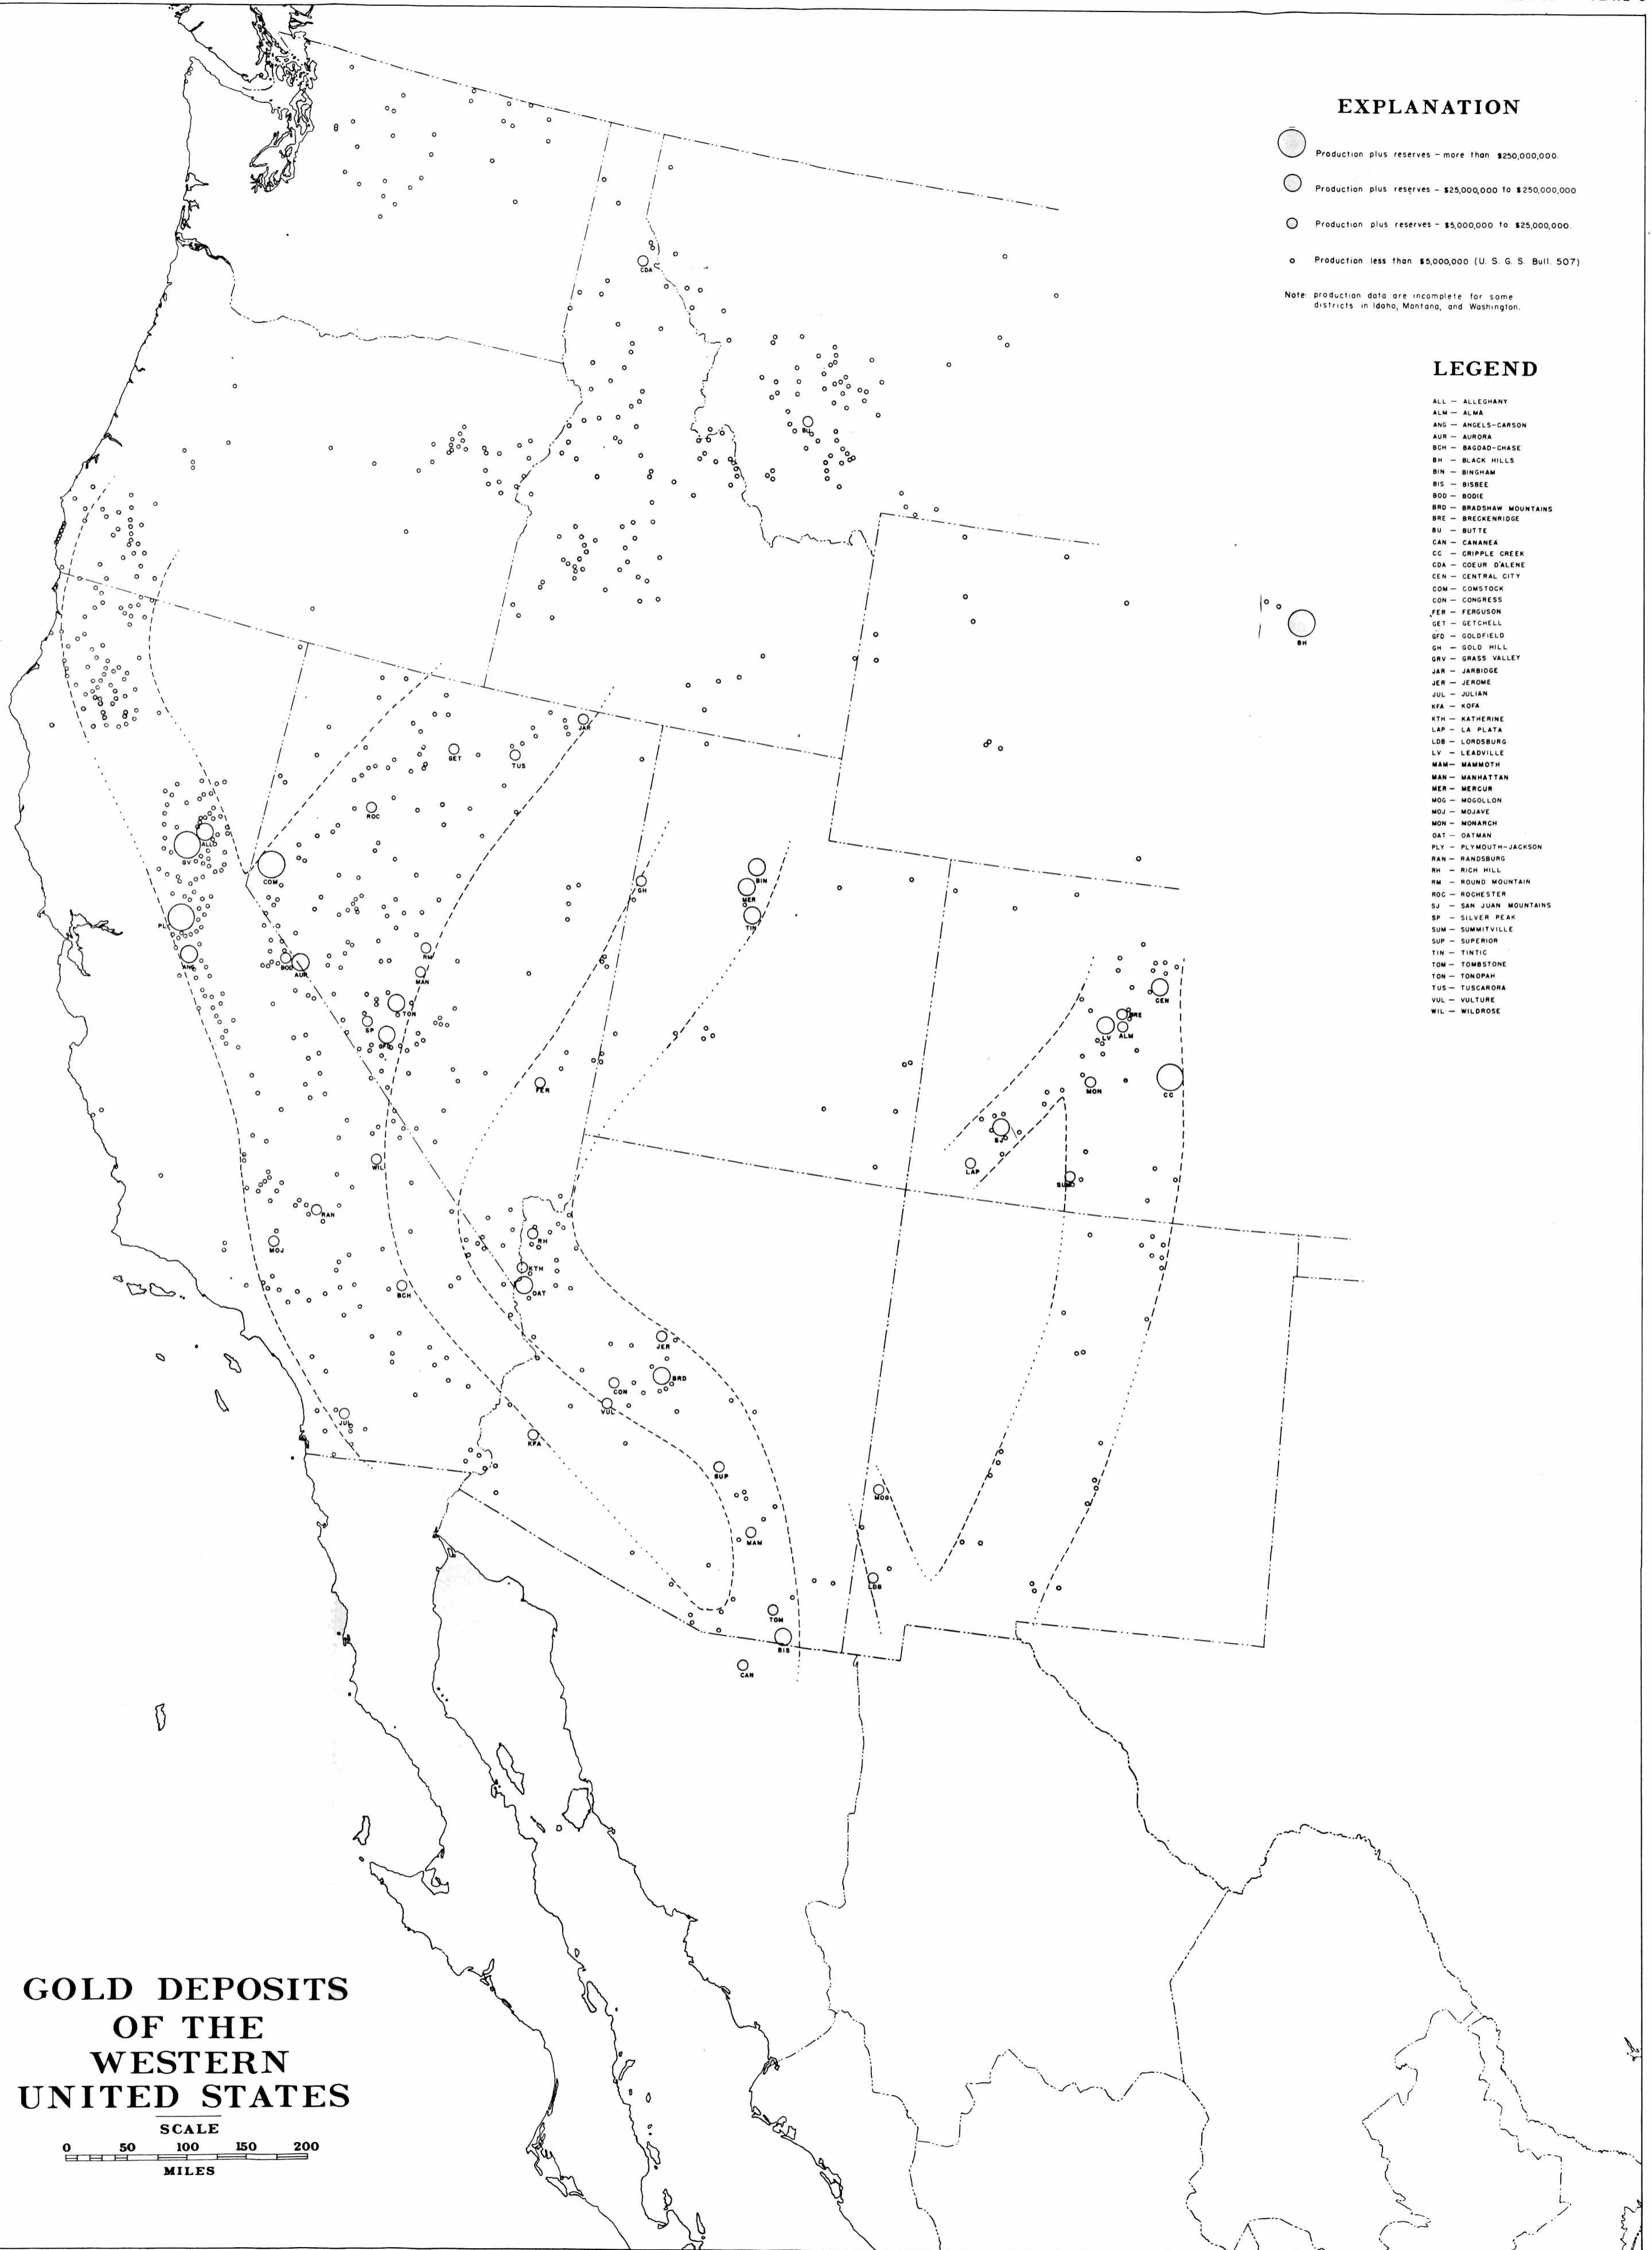 EXPLANATION
Production plus reserves – more than $250,000,000.
Production plus reserves – $25,000,000 to $250,000,000
Production plus reserves – $5,000,000 to $25,000,000.
Production less than $5,000,000 (U. S. G. S. Bull. 507)
Note: production data are incomplete for some
districts in Idaho, Montana, and Washington.
LEGEND
ALL – ALLEGHANY
ALM – ALMA
ANG – ANGELS-CARSON
AUR – AURORA
BCH – BAGDAD-CHASE
BH – BLACK HILLS
BIN – BINGHAM
BIS – BISBEE
BOD – BODIE
BRD – BRADSHAW MOUNTAINS
BRE – BRECKENRIDGE
BU – BUTTE
CAN – CANANEA
CC – CRIPPLE CREEK
CDA – COEUR D'ALENE
CEN – CENTRAL CITY
COM – COMSTOCK
CON – CONGRESS
FER – FERGUSON
GET – GETCHELL
GFD – GOLDFIELD
GH – GOLD HILL
GRV – GRASS VALLEY
JAR – JARBIDGE
JER – JEROME
JUL – JULIAN
KFA – KOFA
KTH – KATHERINE
LAP – LA PLATA
LDB – LORDSBURG
LV – LEADVILLE
MAM – MAMMOTH
MAN – MANHATTAN
MER – MERCUR
MOG – MOGOLLON
MOJ – MOJAVE
MON – MONARCH
OAT – OATMAN
PLY – PLYMOUTH-JACKSON
RAN – RANDSBURG
RH – RICH HILL
RM – ROUND MOUNTAIN
ROC – ROCHESTER
SJ – SAN JUAN MOUNTAINS
SP – SILVER PEAK
SUM – SUMMITVILLE
SUP – SUPERIOR
TIN – TINTIC
TOM – TOMBSTONE
TON – TONOPAH
TUS – TUSCARORA
VUL – VULTURE
WIL – WILDROSE
CDA
BU
BH
JAR
GET
TUS
ROC
ALL
GV
COM
GH
BIN
MER
TIN
PLY
ANG
BOD
AUR
RM
MAN
TON
SP
GFD
CEN
BRE
LV
ALM
MON
CC
FER
SJ
LAP
SUM
WIL
RAN
MOJ
RH
KTH
OAT
BCH
JER
BRD
CON
VUL
JUL
KFA
SUP
MOG
MAM
LDB
TOM
BIS
CAN
GOLD DEPOSITS
OF THE
WESTERN
UNITED STATES
SCALE
0 50 100 150 200
MILES